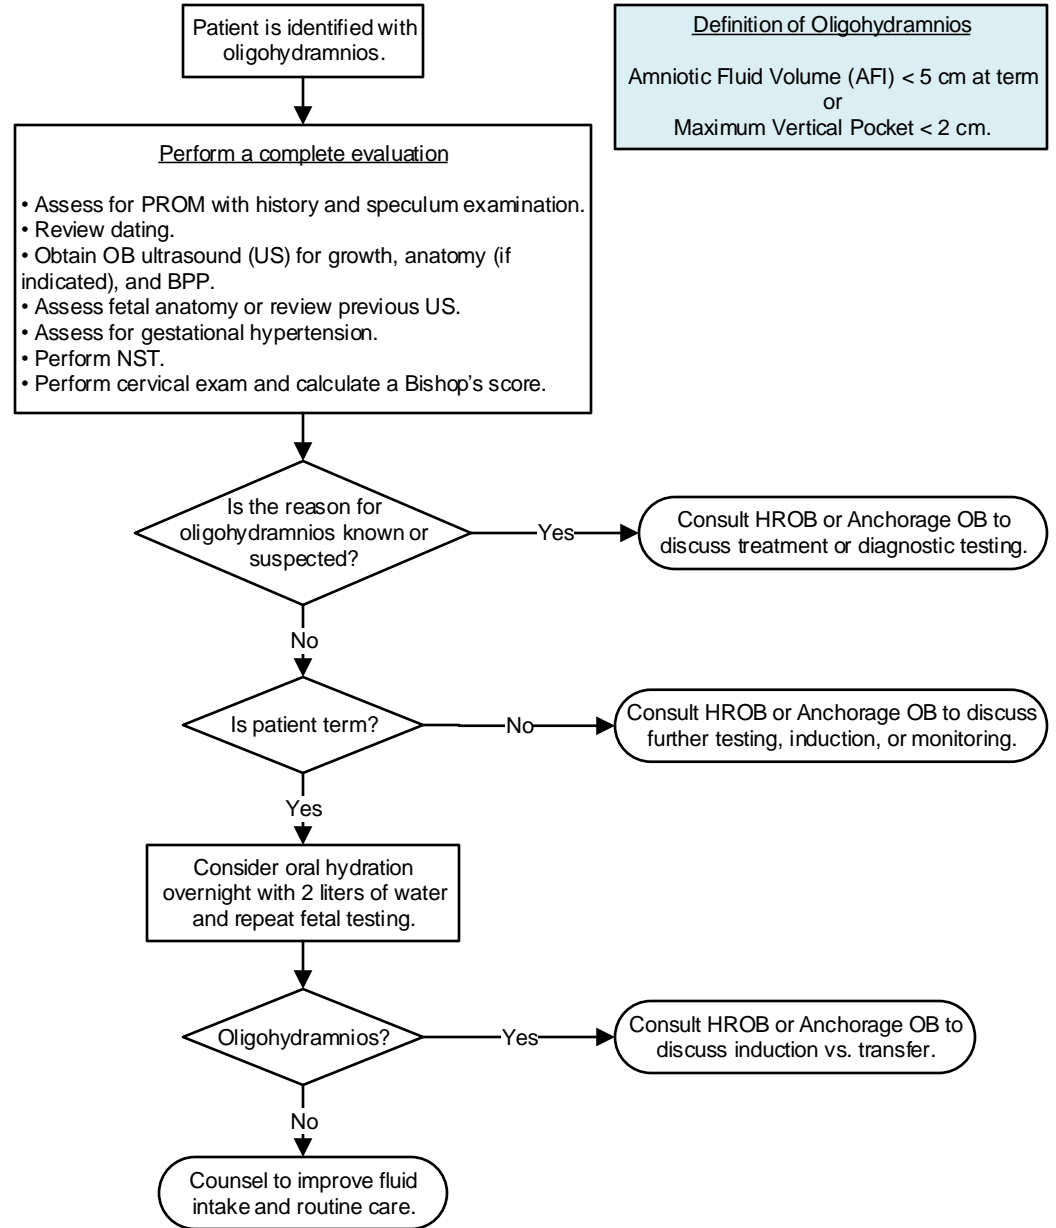 Patient is identified with
oligohydramnios.
Definition of Oligohydramnios
Amniotic Fluid Volume (AFI) < 5 cm at term
or
Maximum Vertical Pocket < 2 cm.
Perform a complete evaluation
• Assess for PROM with history and speculum examination.
• Review dating.
• Obtain OB ultrasound (US) for growth, anatomy (if
indicated), and BPP.
• Assess fetal anatomy or review previous US.
• Assess for gestational hypertension.
• Perform NST.
• Perform cervical exam and calculate a Bishop's score.
Is the reason for
oligohydramnios known or
suspected?
Yes
Consult HROB or Anchorage OB to
discuss treatment or diagnostic testing.
No
Is patient term?
No
Consult HROB or Anchorage OB to discuss
further testing, induction, or monitoring.
Yes
Consider oral hydration
overnight with 2 liters of water
and repeat fetal testing.
Oligohydramnios?
Yes
Consult HROB or Anchorage OB to
discuss induction vs. transfer.
No
Counsel to improve fluid
intake and routine care.